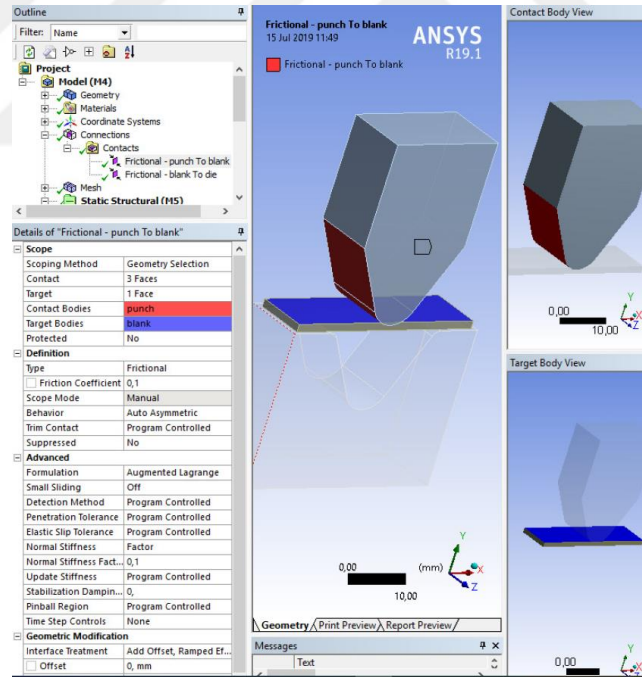 Outline
Filter: Name
Project
Model (M4)
Geometry
Materials
Coordinate Systems
Connections
Contacts
Frictional - punch To blank
Frictional - blank To die
Mesh
Static Structural (M5)
Details of "Frictional - punch To blank"
Scope
Scoping Method Geometry Selection
Contact 3 Faces
Target 1 Face
Contact Bodies punch
Target Bodies blank
Protected No
Definition
Type Frictional
Friction Coefficient 0,1
Scope Mode Manual
Behavior Auto Asymmetric
Trim Contact Program Controlled
Suppressed No
Advanced
Formulation Augmented Lagrange
Small Sliding Off
Detection Method Program Controlled
Penetration Tolerance Program Controlled
Elastic Slip Tolerance Program Controlled
Normal Stiffness Factor
Normal Stiffness Fact... 0,1
Update Stiffness Program Controlled
Stabilization Dampin... 0,
Pinball Region Program Controlled
Time Step Controls None
Geometric Modification
Interface Treatment Add Offset, Ramped Ef...
Offset 0, mm
Frictional - punch To blank
15 Jul 2019 11:49
Frictional - punch To blank
ANSYS
R19.1
0,00
(mm)
10,00
Y
X
Z
Geometry / Print Preview / Report Preview /
Messages
Text
Contact Body View
0,00
10,00
X
Z
Target Body View
Y
X
Z
0,00